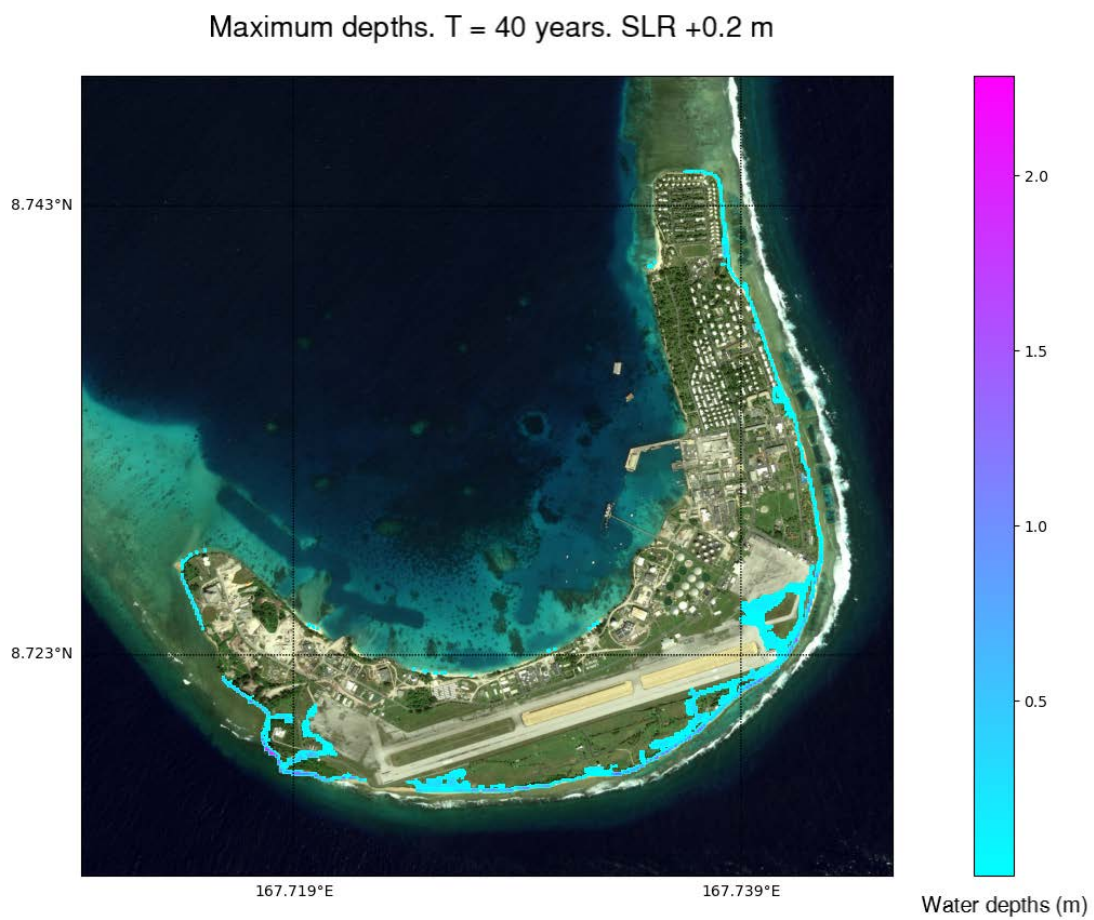 Maximum depths. T = 40 years. SLR +0.2 m
8.743°N
8.723°N
167.719°E
167.739°E
2.0
1.5
1.0
0.5
Water depths (m)